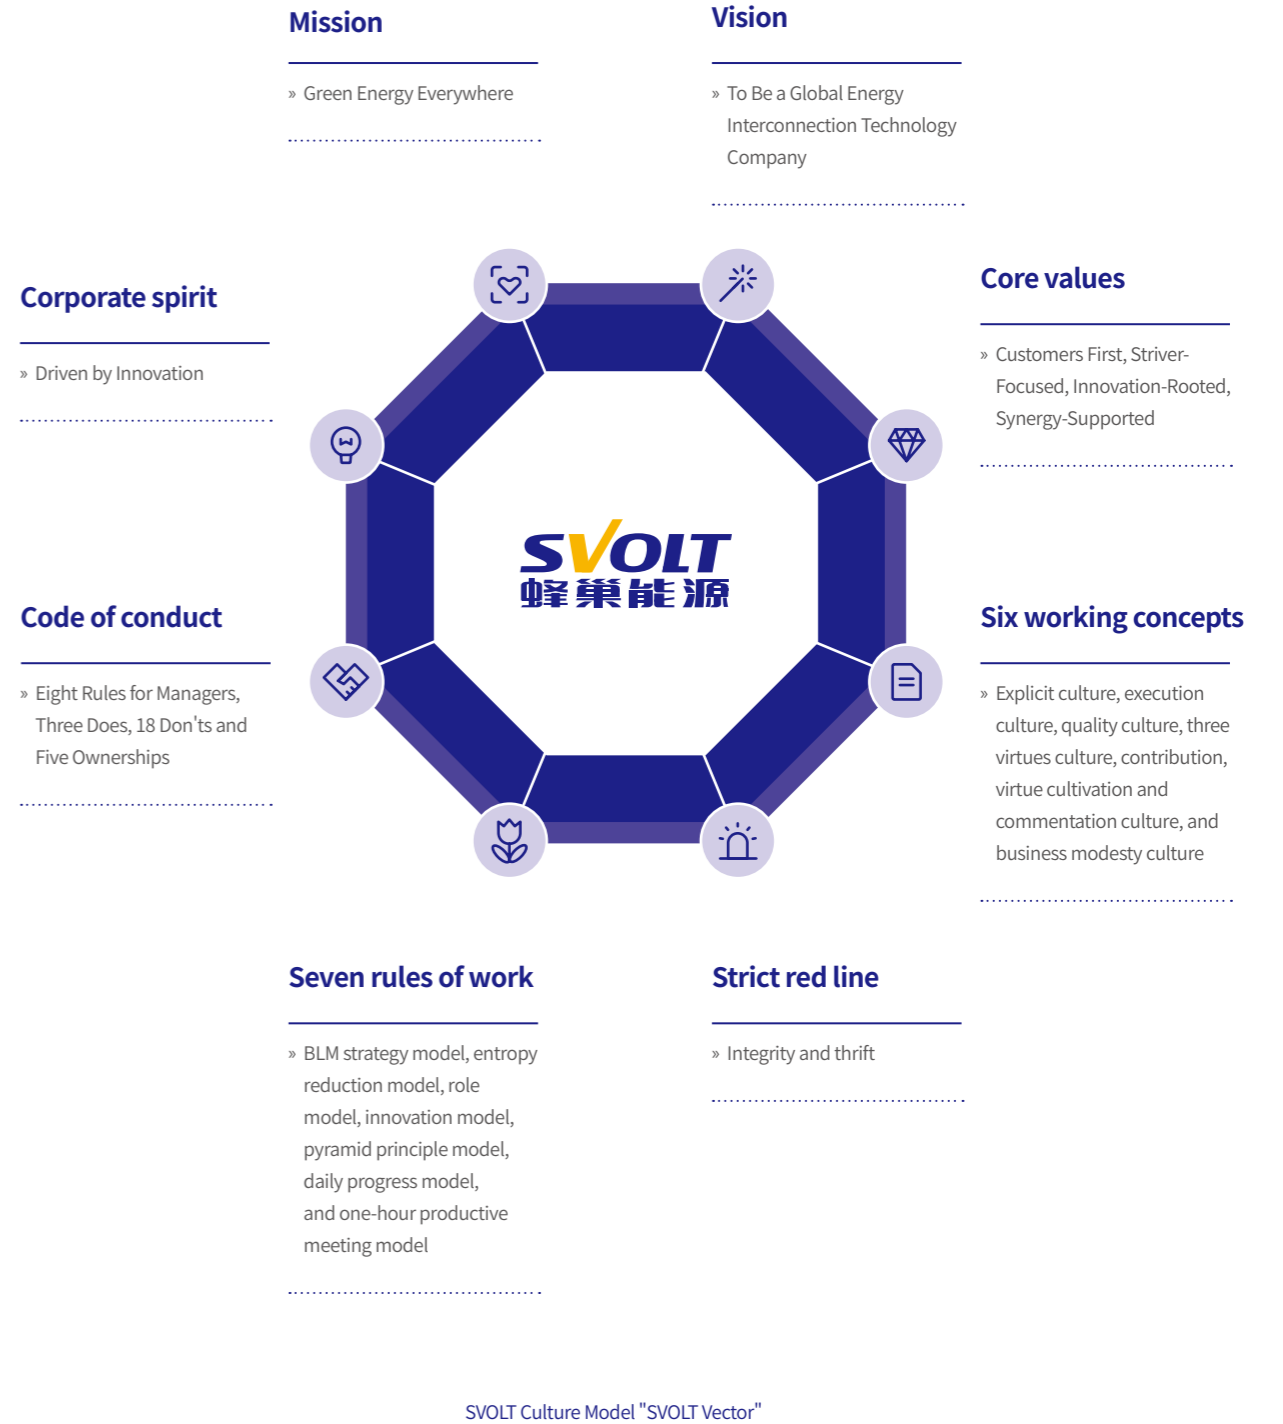 Mission
» Green Energy Everywhere
Vision
» To Be a Global Energy
Interconnection Technology
Company
Corporate spirit
» Driven by Innovation
Core values
» Customers First, Striver-
Focused, Innovation-Rooted,
Synergy-Supported
SVOLT
蜂巢能源
Code of conduct
» Eight Rules for Managers,
Three Does, 18 Don'ts and
Five Ownerships
Six working concepts
» Explicit culture, execution
culture, quality culture, three
virtues culture, contribution,
virtue cultivation and
commentation culture, and
business modesty culture
Seven rules of work
» BLM strategy model, entropy
reduction model, role
model, innovation model,
pyramid principle model,
daily progress model,
and one-hour productive
meeting model
Strict red line
» Integrity and thrift
SVOLT Culture Model "SVOLT Vector"